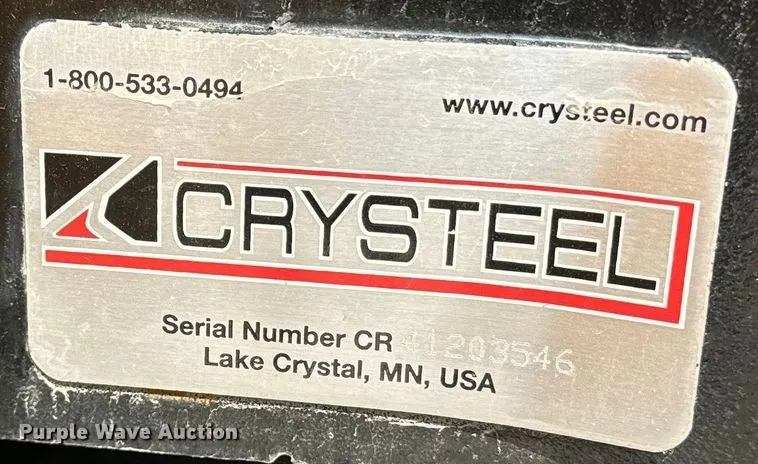 1-800-533-0494
www.crysteel.com
CRYSTEEL
Serial Number CR 41203546
Lake Crystal, MN, USA
Purple Wave Auction